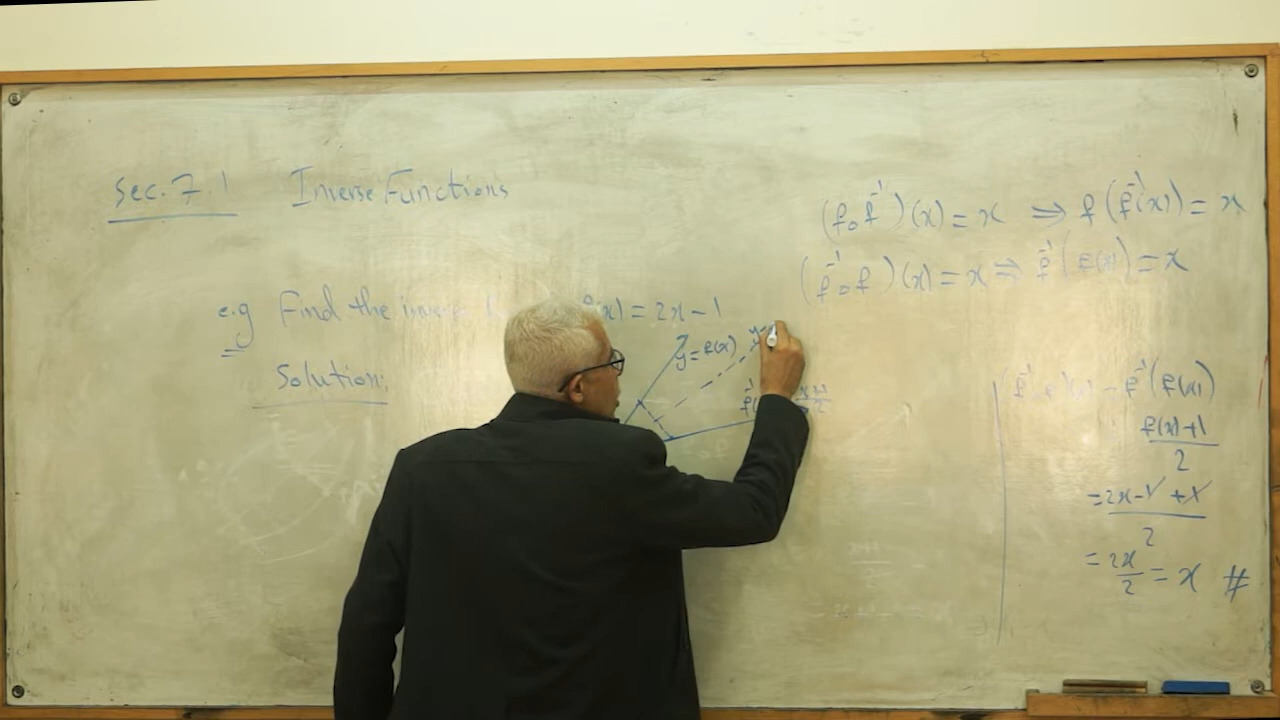 Sec. 7.1 Inverse Functions
(f∘f⁻¹)(x) = x ⇒ f(f⁻¹(x)) = x
(f⁻¹∘f)(x) = x ⇒ f⁻¹(f(x)) = x
e.g Find the f(x) = 2x - 1
Solution:
y = f(x)
f⁻¹(f(x))
f(x)+1 / 2
= 2x-1+1 / 2
= 2x/2 = x #